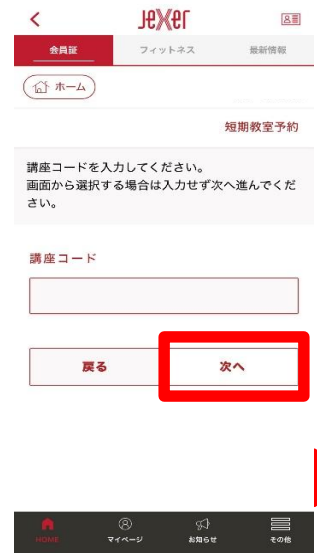 Jexer
会員証 フィットネス 最新情報
ホーム
短期教室予約
講座コードを入力してください。
画面から選択する場合は入力せず次へ進んでくだ
さい。
講座コード
戻る 次へ
HOME マイページ お知らせ その他